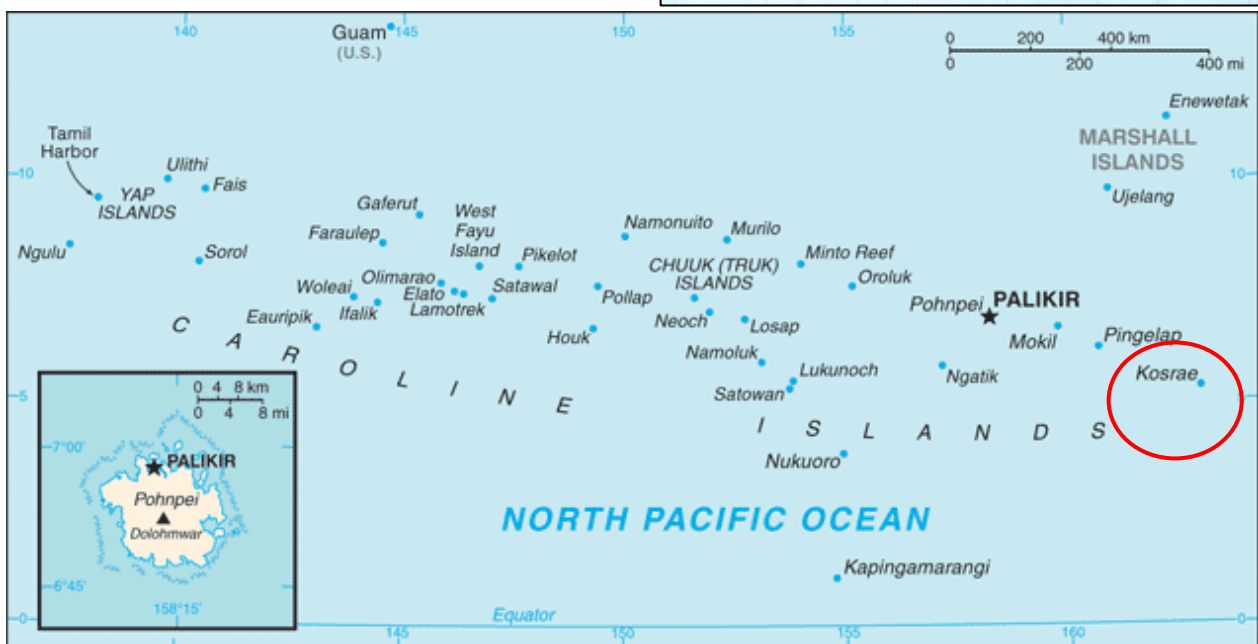 140
145
150
155
Guam
(U.S.)
0 200 400 km
0 200 400 mi
Enewetak
MARSHALL
ISLANDS
Ujelang
10
10
Tamil
Harbor
Ulithi
YAP
ISLANDS
Fais
Ngulu
Sorol
Gaferut
Faraulep
West
Fayu
Island
Pikelot
Olimarao
Woleai
Elato
Satawal
Ifalik
Lamotrek
Eauripik
Namonuito
Murilo
CHUUK (TRUK)
ISLANDS
Minto Reef
Oroluk
Pollap
Neoch
Losap
Houk
Namoluk
Lukunoch
Satowan
Pohnpei
PALIKIR
Mokil
Pingelap
Ngatik
Kosrae
5
5
CAROLINE
ISLANDS
Nukuoro
NORTH PACIFIC OCEAN
Kapingamarangi
Equator
0
0
145
150
155
160
0 4 8 km
0 4 8 mi
7°00'
PALIKIR
Pohnpei
Dolohmwar
6°45'
158°15'